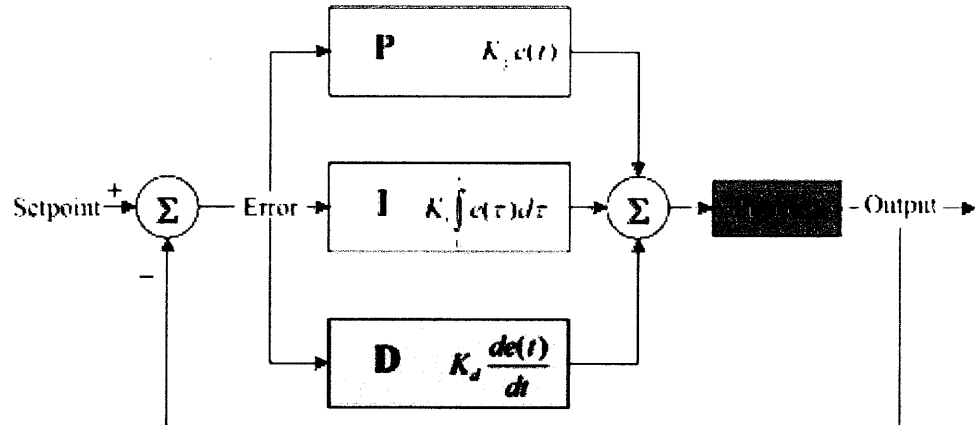 P K_p e(t)
Setpoint + Σ Error I K_i ∫ e(τ)dτ Σ Output
−
D K_d de(t)/dt